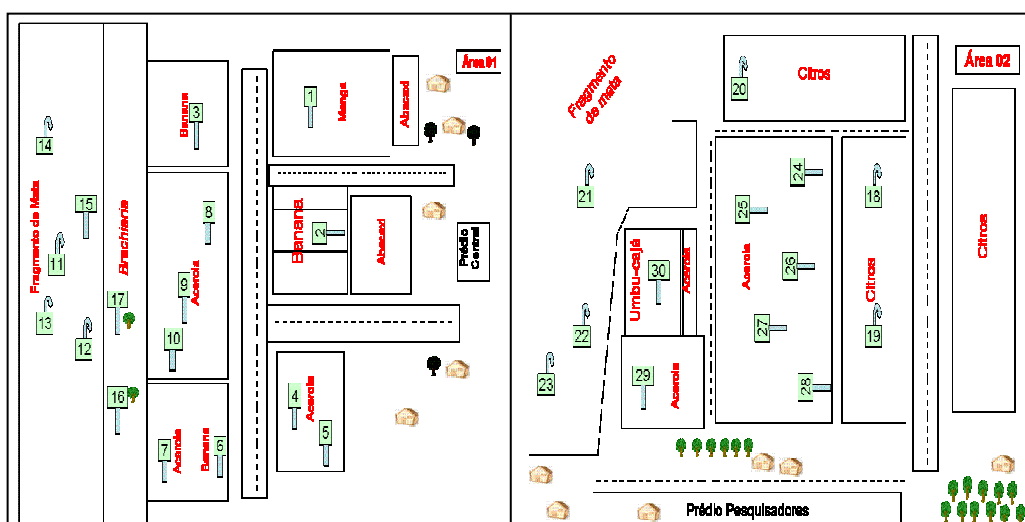 Área 01
1
Manga
Abacaxi
3
Banana
14
Fragmento de Mata
15
Brachiaria
8
11
9
Acerola
13
17
12
10
16
7
Acerola
Banana
6
Banana
2
Abacaxi
Prédio
Central
4
Acerola
5
Área 02
Fragmento
de mata
20
Citros
21
24
18
25
Acerola
26
27
28
Citros
19
Citros
Umbu-cajá
30
Acerola
22
23
29
Acerola
Prédio Pesquisadores